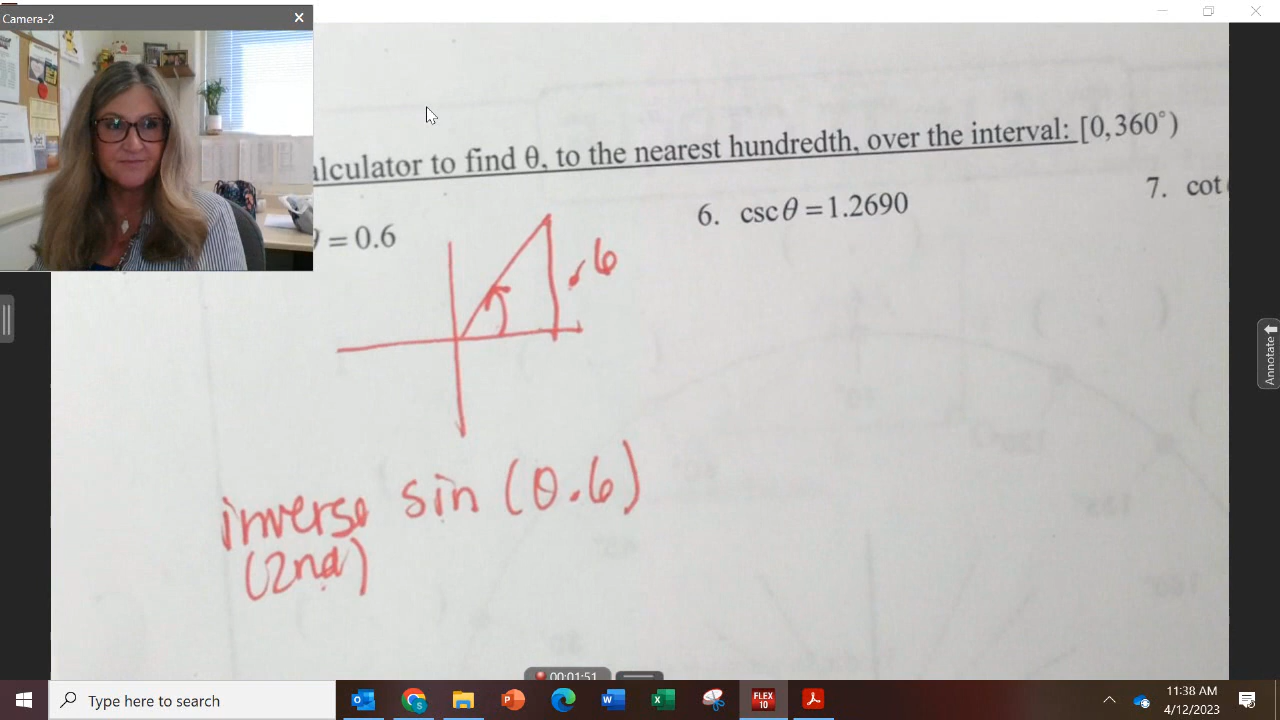 Camera-2
alculator to find θ, to the nearest hundredth, over the interval: [0,360°)
= 0.6
6. cscθ = 1.2690
7. cot
.6
inverse sin (0.6)
(2nd)
Annotate
00:01:51
Type here to search
FLEX
10
11:38 AM
4/12/2023